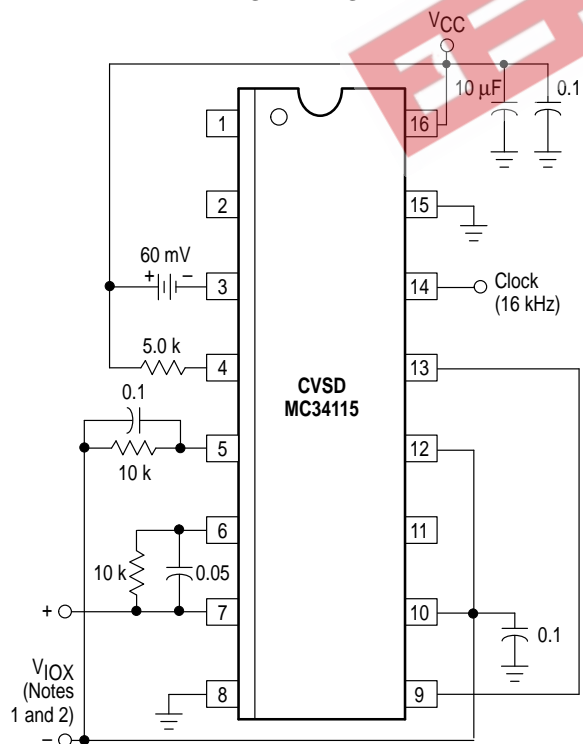 VCC
10 μF
0.1
1
16
2
15
60 mV
+ −
3
14
Clock
(16 kHz)
5.0 k
4
13
CVSD
MC34115
0.1
10 k
5
12
6
11
10 k
0.05
+
7
10
0.1
VIOX
(Notes
1 and 2)
8
9
−